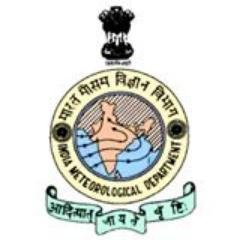 भारत मौसम विज्ञान विभाग
INDIA METEOROLOGICAL DEPARTMENT
आदित्यात् जायते वृष्टि